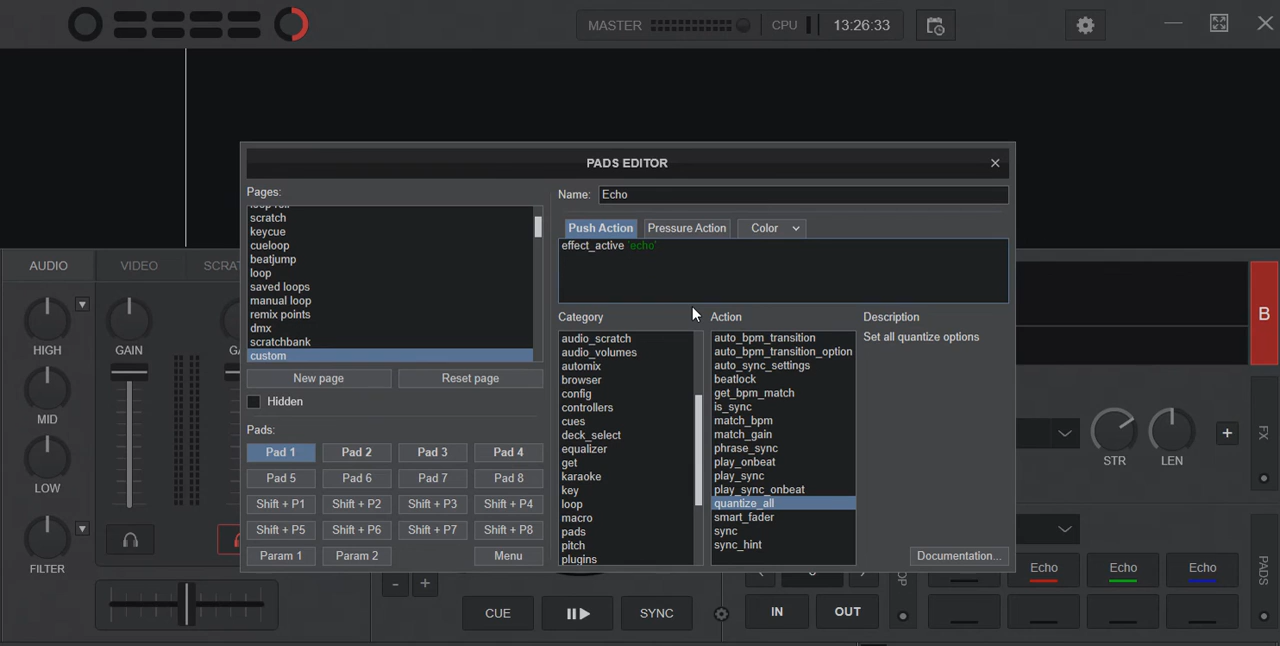 MASTER CPU 13:26:33
PADS EDITOR
Pages:
scratch
keycue
cueloop
beatjump
loop
saved loops
manual loop
remix points
dmx
scratchbank
custom
New page Reset page
Hidden
Pads:
Pad 1 Pad 2 Pad 3 Pad 4
Pad 5 Pad 6 Pad 7 Pad 8
Shift + P1 Shift + P2 Shift + P3 Shift + P4
Shift + P5 Shift + P6 Shift + P7 Shift + P8
Param 1 Param 2 Menu
Name: Echo
Push Action Pressure Action Color
effect_active 'echo'
Category
audio_scratch
audio_volumes
automix
browser
config
controllers
cues
deck_select
equalizer
get
karaoke
key
loop
macro
pads
pitch
plugins
Action
auto_bpm_transition
auto_bpm_transition_option
auto_sync_settings
beatlock
get_bpm_match
is_sync
match_bpm
match_gain
phrase_sync
play_onbeat
play_sync
play_sync_onbeat
quantize_all
smart_fader
sync
sync_hint
Description
Set all quantize options
Documentation...
AUDIO VIDEO SCRAT
HIGH GAIN GA
MID
LOW
FILTER
- +
CUE SYNC
IN OUT
B
STR LEN + FX
OP Echo Echo Echo PADS